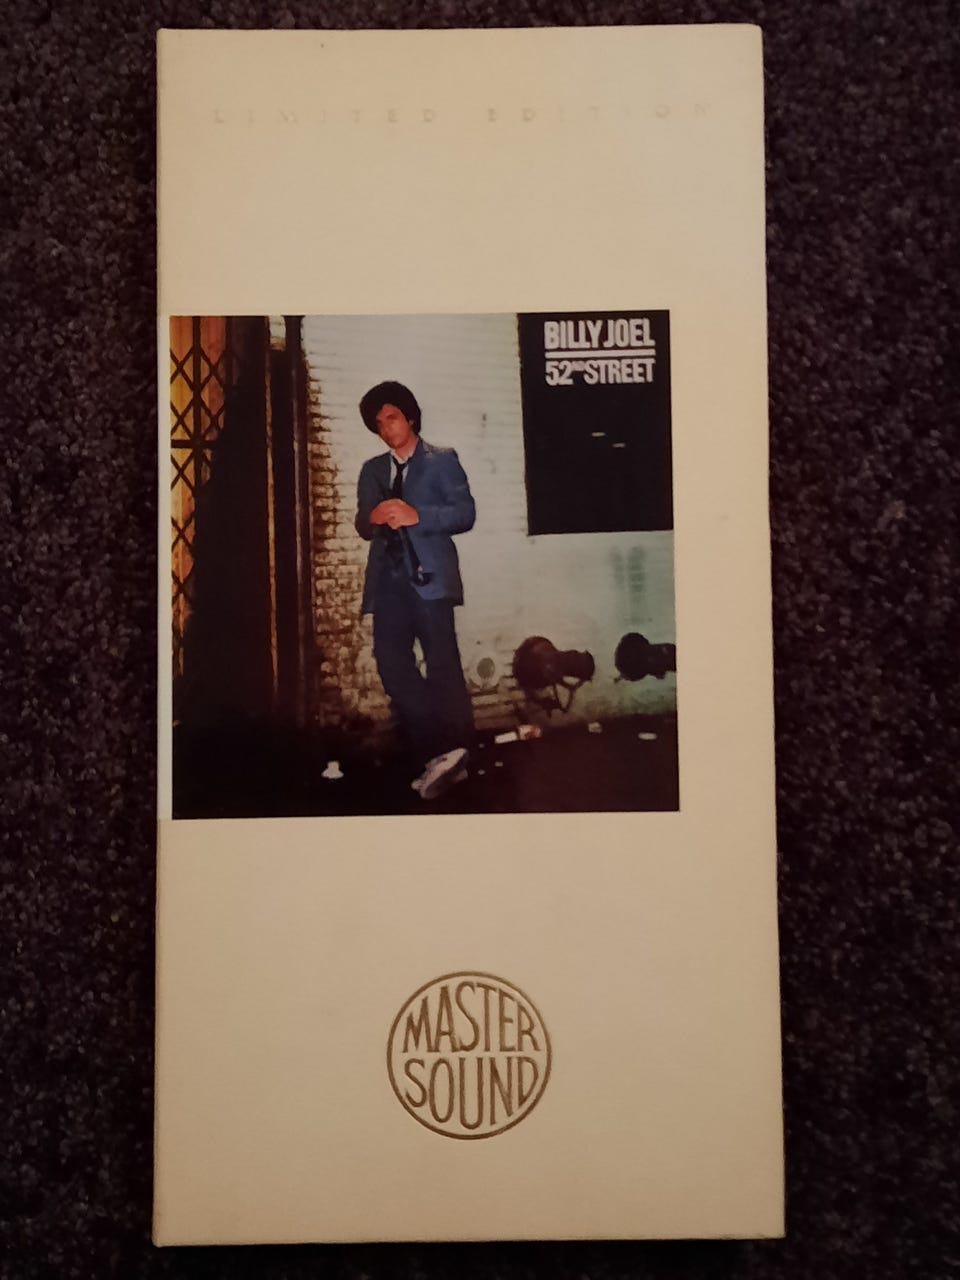 LIMITED EDITION
BILLY JOEL
52ND STREET
MASTER
SOUND